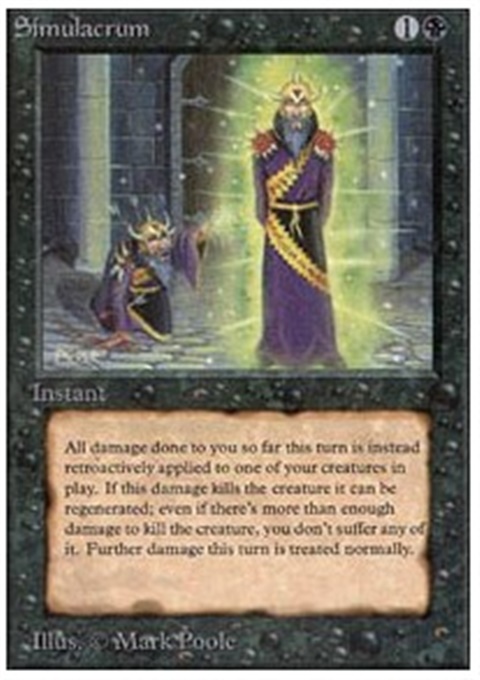 Simulacrum 1
Instant
All damage done to you so far this turn is instead
retroactively applied to one of your creatures in
play. If this damage kills the creature it can be
regenerated; even if there's more than enough
damage to kill the creature, you don't suffer any of
it. Further damage this turn is treated normally.
Illus. © Mark Poole